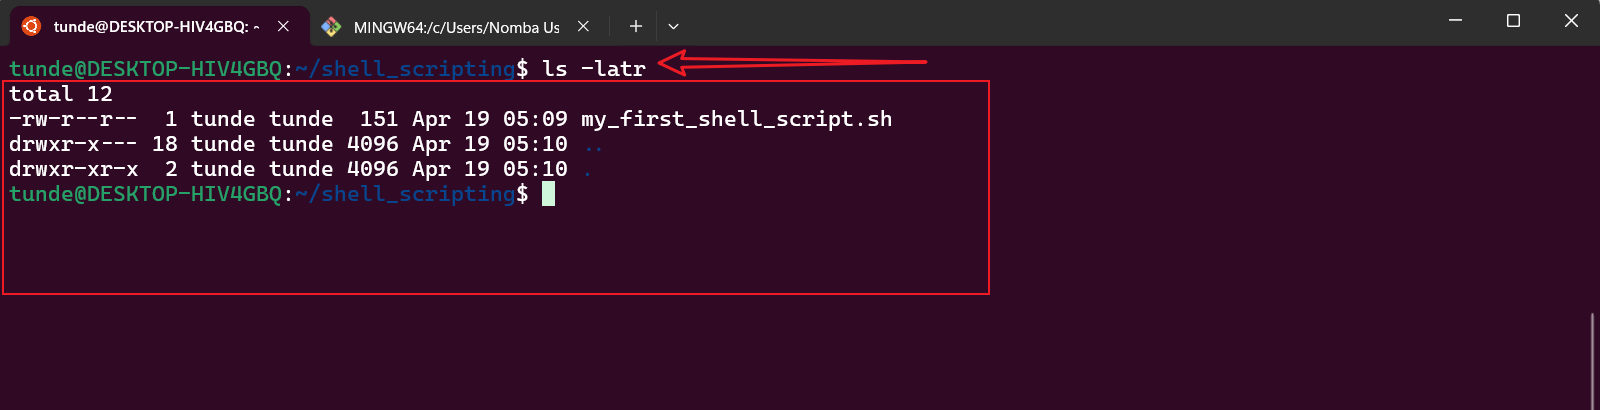 tunde@DESKTOP-HIV4GBQ: ~
MINGW64:/c/Users/Nomba Us
tunde@DESKTOP-HIV4GBQ:~/shell_scripting$ ls -latr
total 12
-rw-r--r--  1 tunde tunde  151 Apr 19 05:09 my_first_shell_script.sh
drwxr-x--- 18 tunde tunde 4096 Apr 19 05:10 ..
drwxr-xr-x  2 tunde tunde 4096 Apr 19 05:10 .
tunde@DESKTOP-HIV4GBQ:~/shell_scripting$